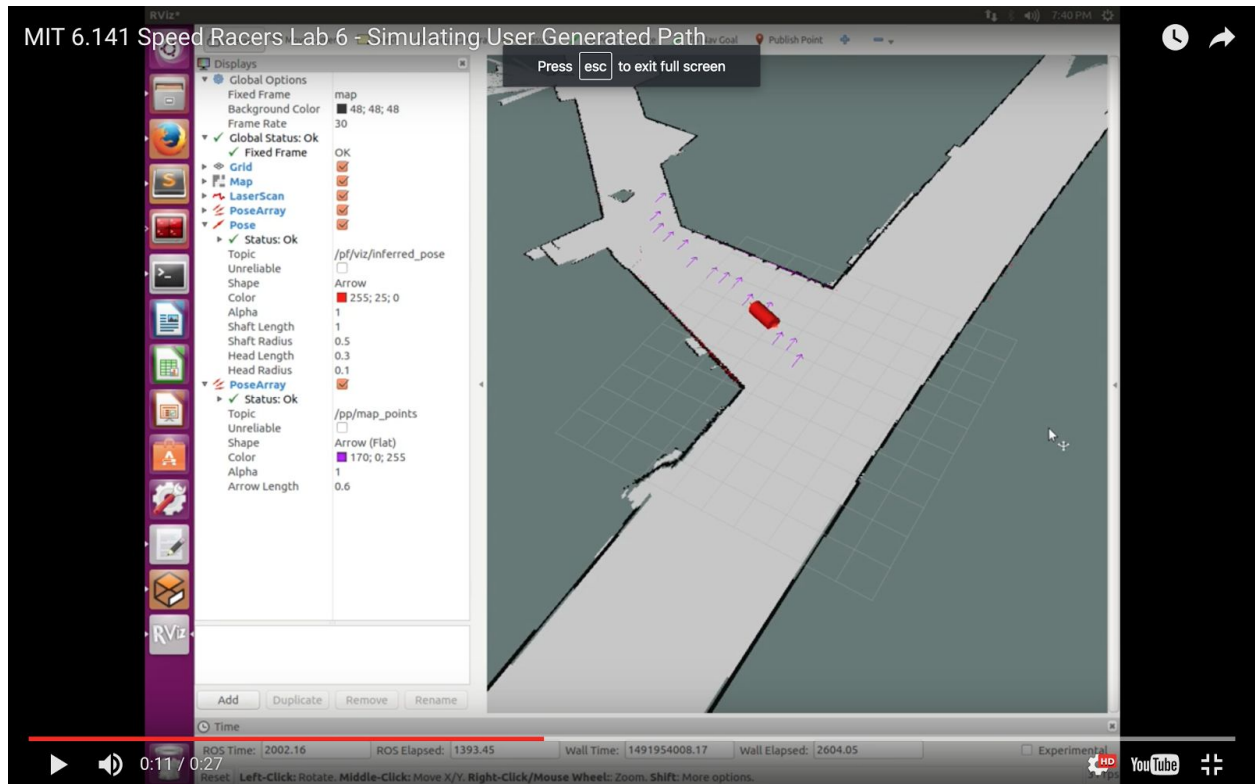 RViz*
7:40 PM
MIT 6.141 Speed Racers Lab 6 - Simulating User Generated Path
Nav Goal Publish Point
Press esc to exit full screen
Displays
Global Options
Fixed Frame map
Background Color 48; 48; 48
Frame Rate 30
Global Status: Ok
Fixed Frame OK
Grid
Map
LaserScan
PoseArray
Pose
Status: Ok
Topic /pf/viz/inferred_pose
Unreliable
Shape Arrow
Color 255; 25; 0
Alpha 1
Shaft Length 1
Shaft Radius 0.5
Head Length 0.3
Head Radius 0.1
PoseArray
Status: Ok
Topic /pp/map_points
Unreliable
Shape Arrow (Flat)
Color 170; 0; 255
Alpha 1
Arrow Length 0.6
RViz
Add Duplicate Remove Rename
Time
ROS Time: 2002.16 ROS Elapsed: 1393.45 Wall Time: 1491954008.17 Wall Elapsed: 2604.05 Experimental
0:11 / 0:27 HD YouTube
Reset Left-Click: Rotate. Middle-Click: Move X/Y. Right-Click/Mouse Wheel: Zoom. Shift: More options.